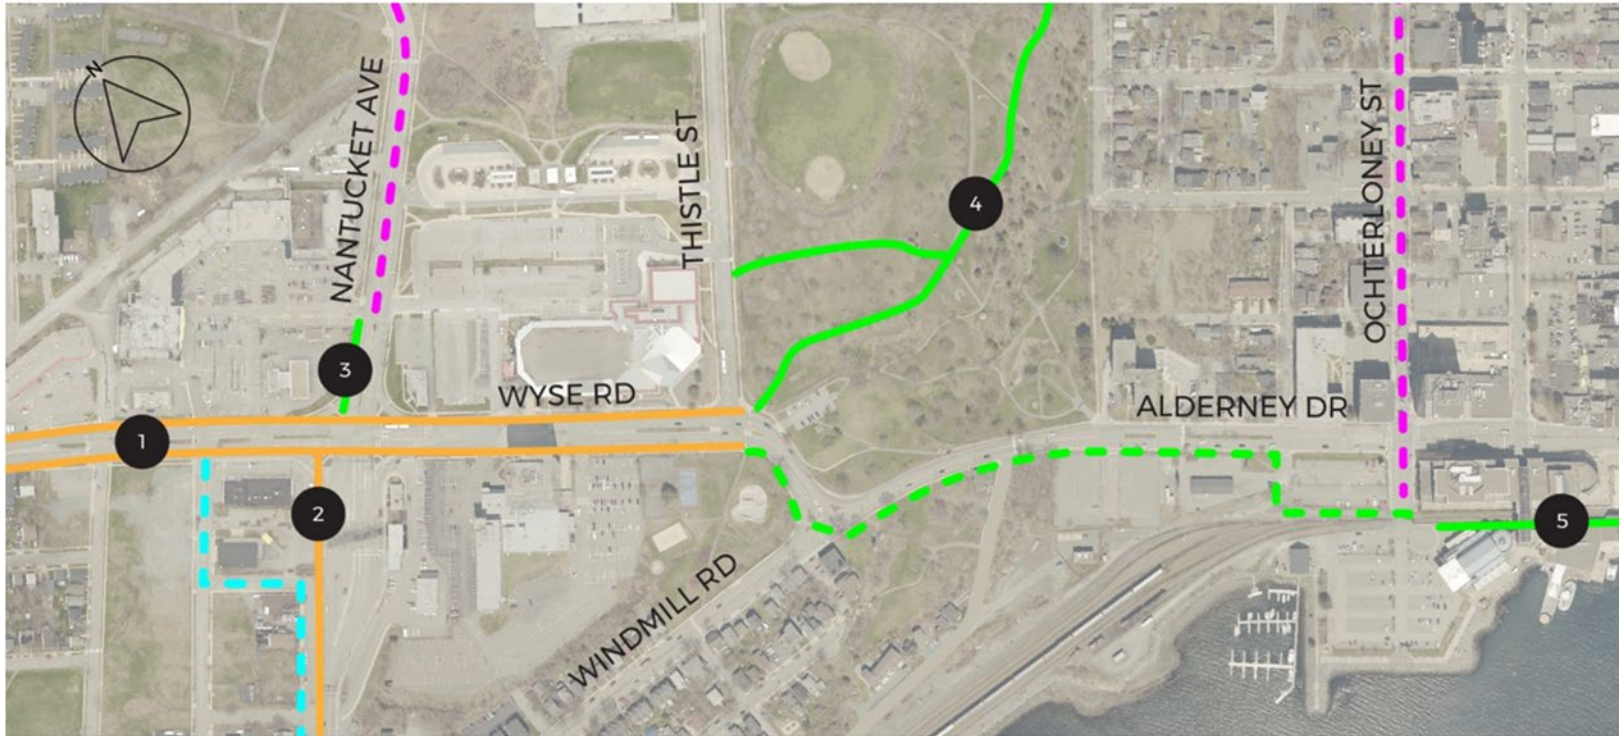 N
NANTUCKET AVE
THISTLE ST
4
OCHTERLONEY ST
3
WYSE RD
ALDERNEY DR
1
2
5
WINDMILL RD